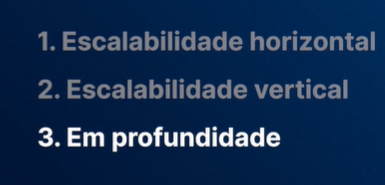 1. Escalabilidade horizontal
2. Escalabilidade vertical
3. Em profundidade